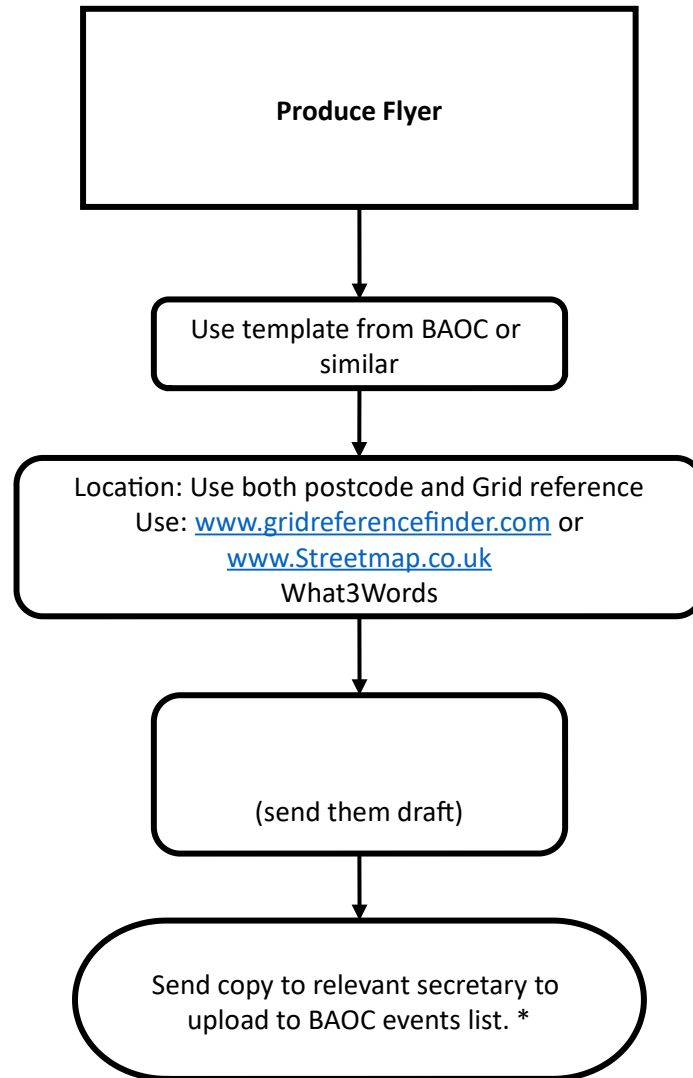 Produce Flyer
Use template from BAOC or
similar
Location: Use both postcode and Grid reference
Use: www.gridreferencefinder.com or
www.Streetmap.co.uk
What3Words
(send them draft)
Send copy to relevant secretary to
upload to BAOC events list. *